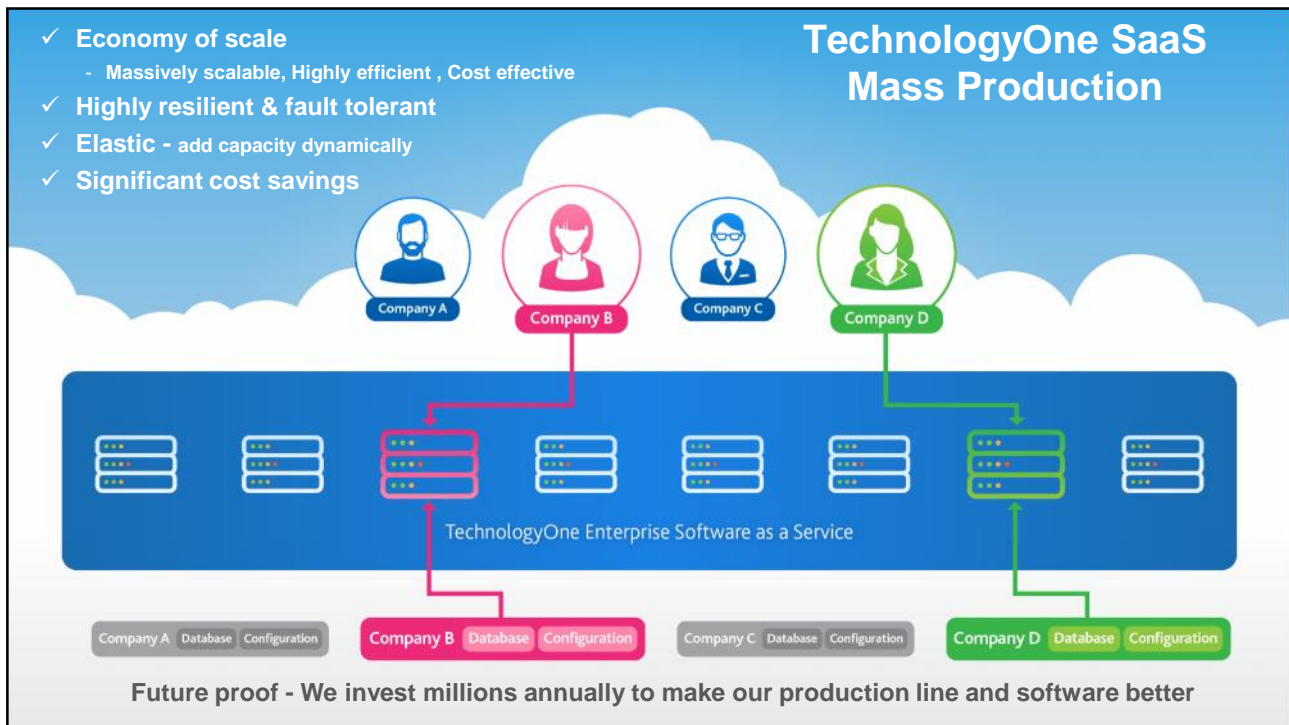 ✓ Economy of scale
- Massively scalable, Highly efficient , Cost effective
✓ Highly resilient & fault tolerant
✓ Elastic - add capacity dynamically
✓ Significant cost savings
TechnologyOne SaaS
Mass Production
Company A
Company B
Company C
Company D
TechnologyOne Enterprise Software as a Service
Company A Database Configuration
Company B Database Configuration
Company C Database Configuration
Company D Database Configuration
Future proof - We invest millions annually to make our production line and software better